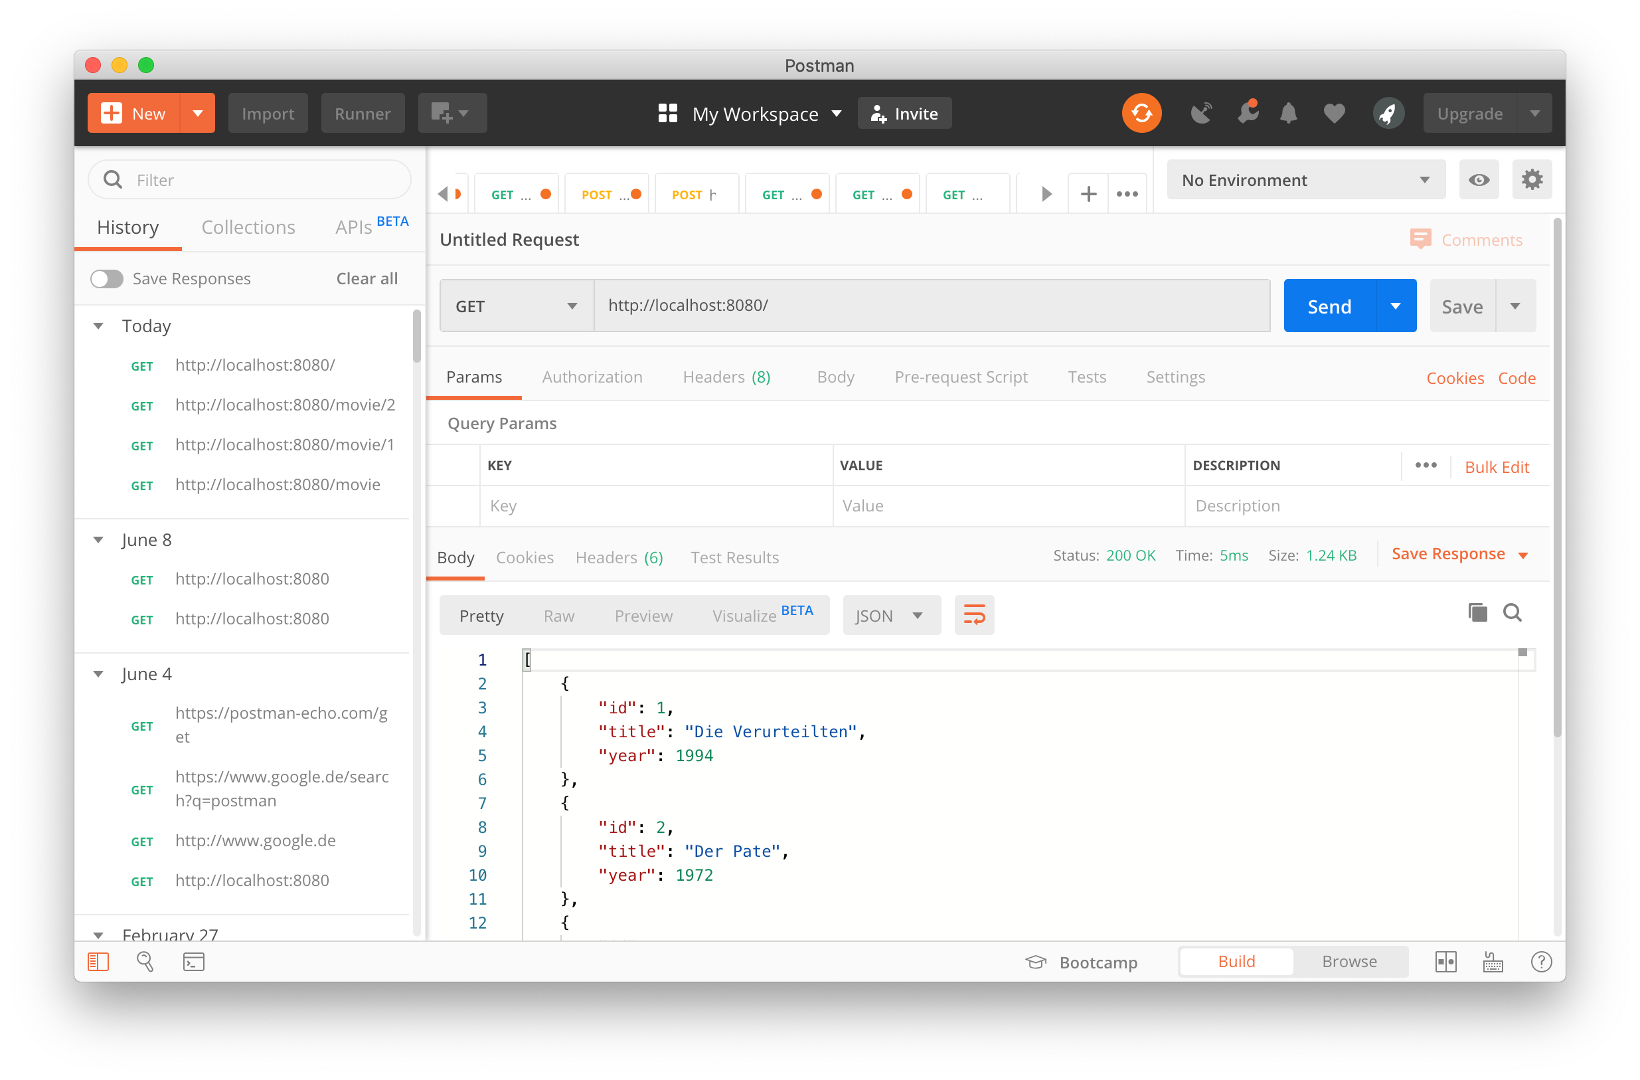 Postman
New Import Runner My Workspace Invite Upgrade
Filter
History Collections APIs BETA
Save Responses Clear all
Today
GET http://localhost:8080/
GET http://localhost:8080/movie/2
GET http://localhost:8080/movie/1
GET http://localhost:8080/movie
June 8
GET http://localhost:8080
GET http://localhost:8080
June 4
GET https://postman-echo.com/g
et
GET https://www.google.de/searc
h?q=postman
GET http://www.google.de
GET http://localhost:8080
February 27
GET ... POST ... POST h GET ... GET ... GET ... + •••
No Environment
Untitled Request
Comments
GET http://localhost:8080/ Send Save
Params Authorization Headers (8) Body Pre-request Script Tests Settings Cookies Code
Query Params
KEY VALUE DESCRIPTION ••• Bulk Edit
Key Value Description
Body Cookies Headers (6) Test Results Status: 200 OK Time: 5ms Size: 1.24 KB Save Response
Pretty Raw Preview Visualize BETA JSON
1 [
2 {
3 "id": 1,
4 "title": "Die Verurteilten",
5 "year": 1994
6 },
7 {
8 "id": 2,
9 "title": "Der Pate",
10 "year": 1972
11 },
12 {
Bootcamp Build Browse ?